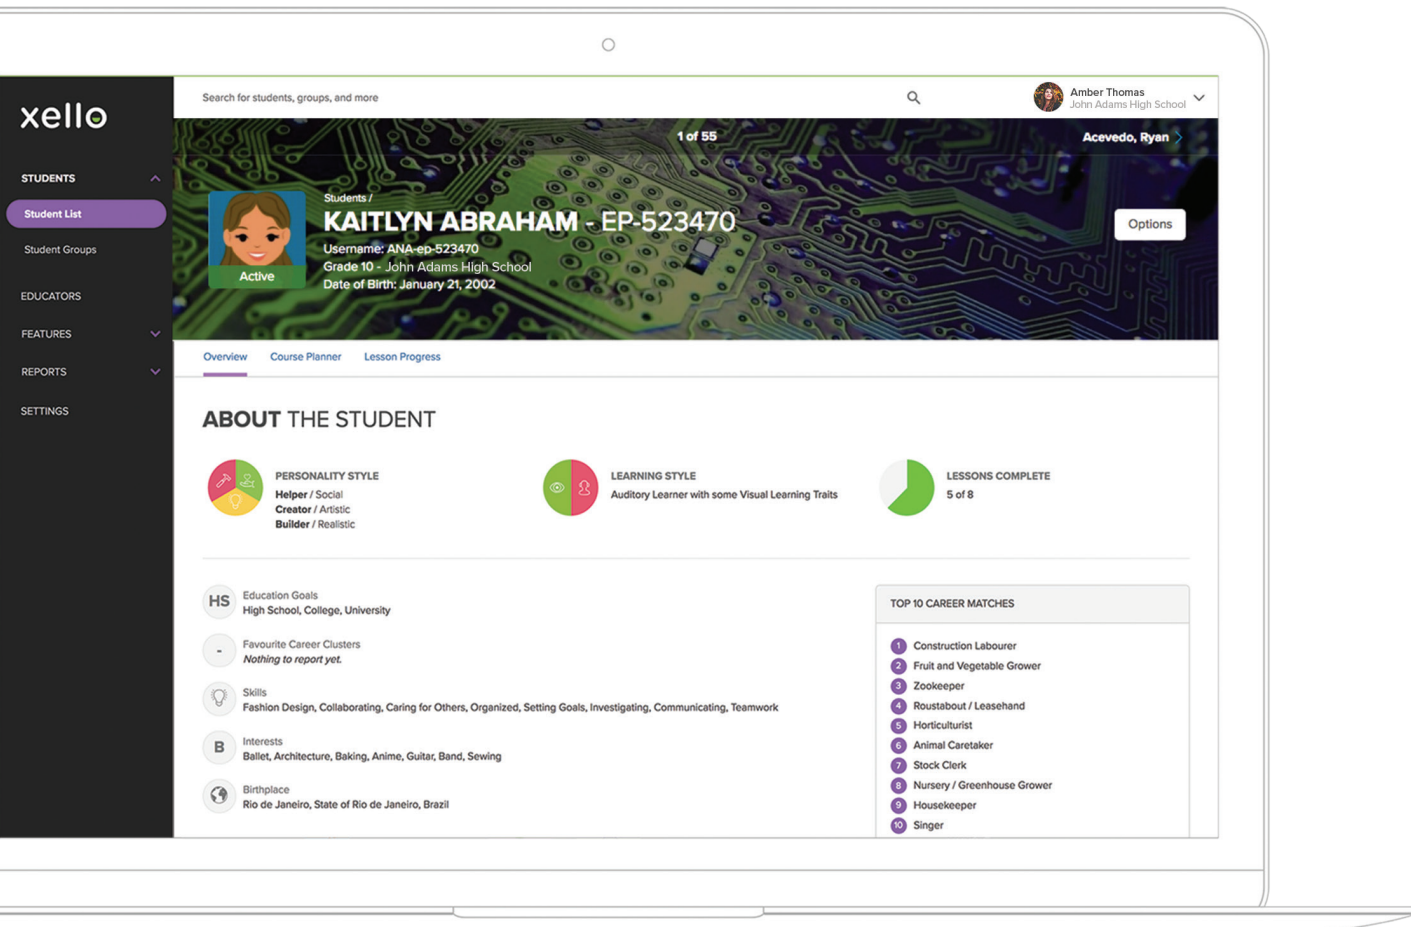 xello
STUDENTS
Student List
Student Groups
EDUCATORS
FEATURES
REPORTS
SETTINGS
Search for students, groups, and more
Amber Thomas
John Adams High School
1 of 55
Acevedo, Ryan
Students /
KAITLYN ABRAHAM - EP-523470
Username: ANA-ep-523470
Grade 10 - John Adams High School
Date of Birth: January 21, 2002
Active
Options
Overview Course Planner Lesson Progress
ABOUT THE STUDENT
PERSONALITY STYLE
Helper / Social
Creator / Artistic
Builder / Realistic
LEARNING STYLE
Auditory Learner with some Visual Learning Traits
LESSONS COMPLETE
5 of 8
HS
Education Goals
High School, College, University
-
Favourite Career Clusters
Nothing to report yet.
Skills
Fashion Design, Collaborating, Caring for Others, Organized, Setting Goals, Investigating, Communicating, Teamwork
B
Interests
Ballet, Architecture, Baking, Anime, Guitar, Band, Sewing
Birthplace
Rio de Janeiro, State of Rio de Janeiro, Brazil
TOP 10 CAREER MATCHES
1 Construction Labourer
2 Fruit and Vegetable Grower
3 Zookeeper
4 Roustabout / Leasehand
5 Horticulturist
6 Animal Caretaker
7 Stock Clerk
8 Nursery / Greenhouse Grower
9 Housekeeper
10 Singer